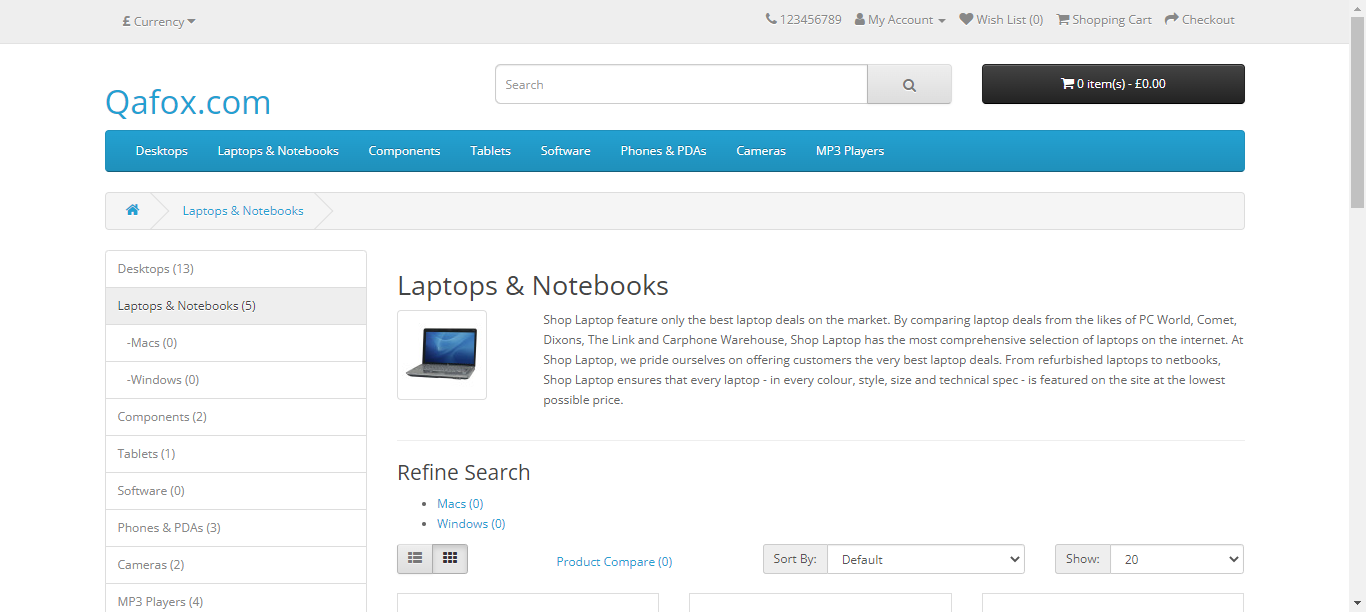 £ Currency
123456789 My Account Wish List (0) Shopping Cart Checkout
Qafox.com
Search
0 item(s) - £0.00
Desktops Laptops & Notebooks Components Tablets Software Phones & PDAs Cameras MP3 Players
Laptops & Notebooks
Desktops (13)
Laptops & Notebooks (5)
-Macs (0)
-Windows (0)
Components (2)
Tablets (1)
Software (0)
Phones & PDAs (3)
Cameras (2)
MP3 Players (4)
Laptops & Notebooks
Shop Laptop feature only the best laptop deals on the market. By comparing laptop deals from the likes of PC World, Comet,
Dixons, The Link and Carphone Warehouse, Shop Laptop has the most comprehensive selection of laptops on the internet. At
Shop Laptop, we pride ourselves on offering customers the very best laptop deals. From refurbished laptops to netbooks,
Shop Laptop ensures that every laptop - in every colour, style, size and technical spec - is featured on the site at the lowest
possible price.
Refine Search
Macs (0)
Windows (0)
Product Compare (0)
Sort By: Default
Show: 20